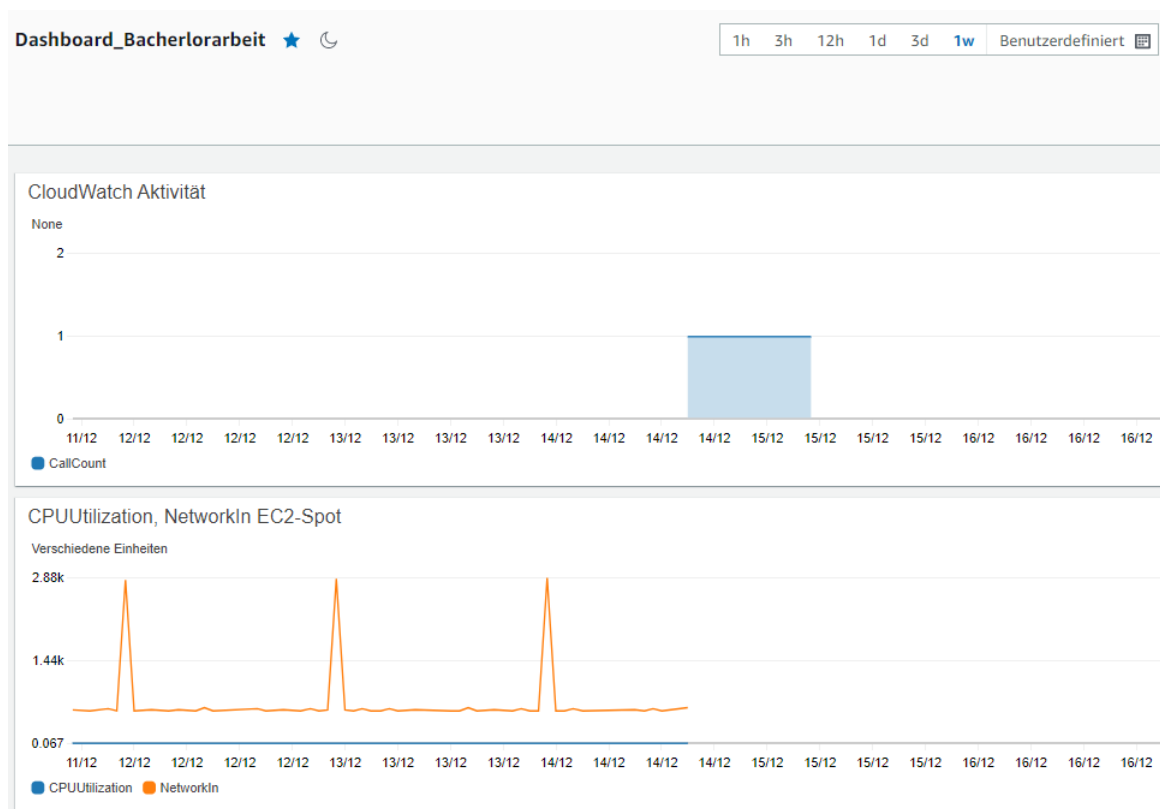 Dashboard_Bacherlorarbeit
1h 3h 12h 1d 3d 1w Benutzerdefiniert
CloudWatch Aktivität
None
2
1
0
11/12 12/12 12/12 12/12 12/12 13/12 13/12 13/12 13/12 14/12 14/12 14/12 14/12 15/12 15/12 15/12 15/12 16/12 16/12 16/12 16/12
CallCount
CPUUtilization, NetworkIn EC2-Spot
Verschiedene Einheiten
2.88k
1.44k
0.067
11/12 12/12 12/12 12/12 12/12 13/12 13/12 13/12 13/12 14/12 14/12 14/12 14/12 15/12 15/12 15/12 15/12 16/12 16/12 16/12 16/12
CPUUtilization NetworkIn